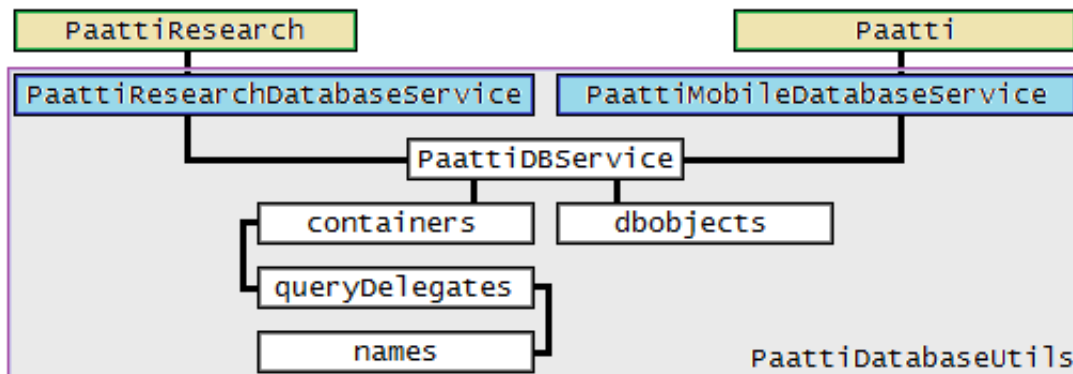 PaattiResearch
Paatti
PaattiResearchDatabaseService
PaattiMobileDatabaseService
PaattiDBService
containers
dbobjects
queryDelegates
names
PaattiDatabaseUtils